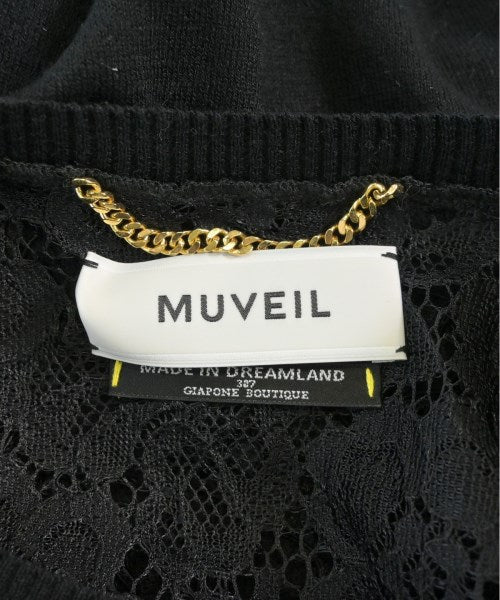 MUVEIL
MADE IN DREAMLAND
387
GIAPONE BOUTIQUE